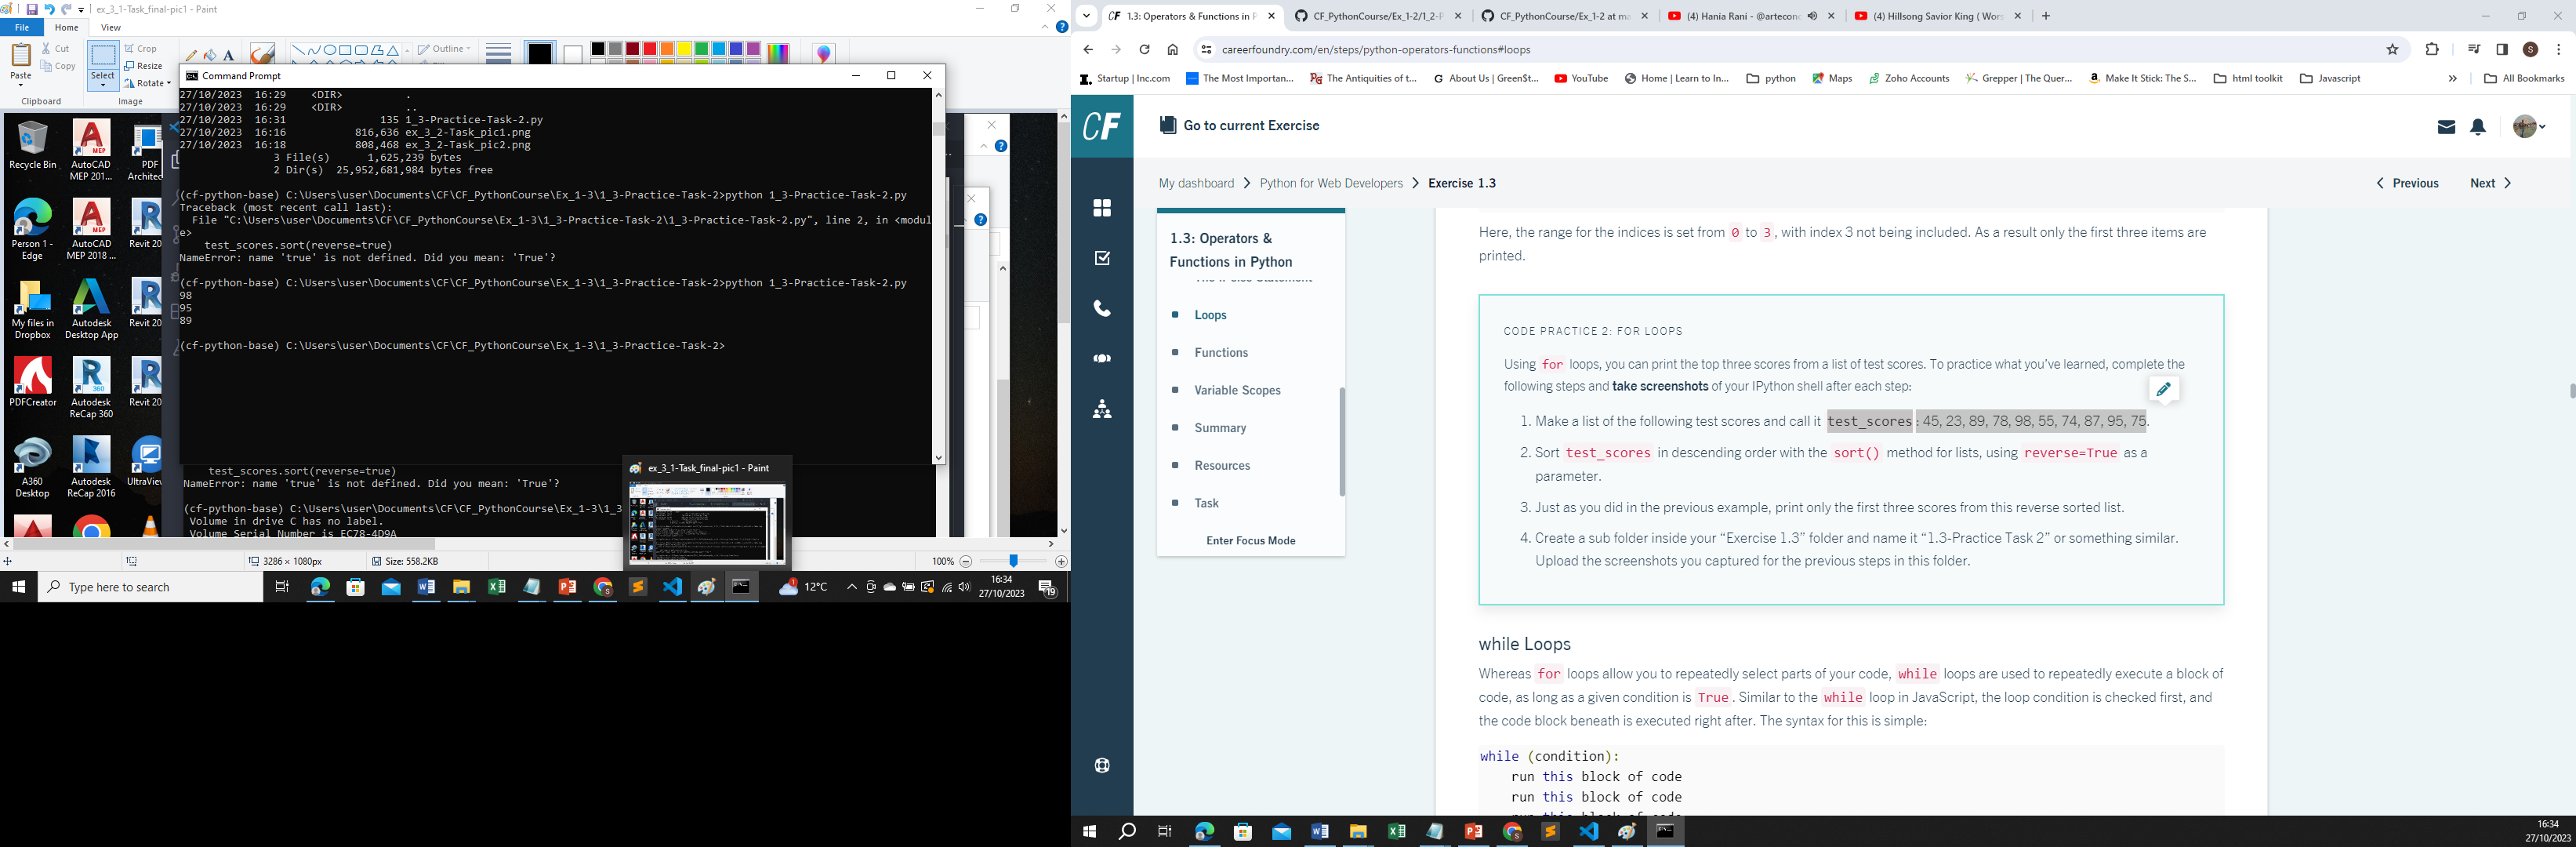 ex_3_1-Task_final-pic1 - Paint
File Home View
Paste Cut Copy Select Crop Resize Rotate Outline
Clipboard Image
Command Prompt
27/10/2023 16:29 <DIR> .
27/10/2023 16:29 <DIR> ..
27/10/2023 16:31 135 1_3-Practice-Task-2.py
27/10/2023 16:16 816,636 ex_3_2-Task_pic1.png
27/10/2023 16:18 808,468 ex_3_2-Task_pic2.png
3 File(s) 1,625,239 bytes
2 Dir(s) 25,952,681,984 bytes free
(cf-python-base) C:\Users\user\Documents\CF\CF_PythonCourse\Ex_1-3\1_3-Practice-Task-2>python 1_3-Practice-Task-2.py
Traceback (most recent call last):
File "C:\Users\user\Documents\CF\CF_PythonCourse\Ex_1-3\1_3-Practice-Task-2\1_3-Practice-Task-2.py", line 2, in <modul
e>
test_scores.sort(reverse=true)
NameError: name 'true' is not defined. Did you mean: 'True'?
(cf-python-base) C:\Users\user\Documents\CF\CF_PythonCourse\Ex_1-3\1_3-Practice-Task-2>python 1_3-Practice-Task-2.py
98
95
89
(cf-python-base) C:\Users\user\Documents\CF\CF_PythonCourse\Ex_1-3\1_3-Practice-Task-2>
Recycle Bin
AutoCAD MEP 201...
PDF Architec
Person 1 - Edge
AutoCAD MEP 2018 ...
Revit 20
My files in Dropbox
Autodesk Desktop App
Revit 20
PDFCreator
Autodesk ReCap 360
Revit 20
A360 Desktop
Autodesk ReCap 2016
UltraView
test_scores.sort(reverse=true)
NameError: name 'true' is not defined. Did you mean: 'True'?
(cf-python-base) C:\Users\user\Documents\CF\CF_PythonCourse\Ex_1-3\1_3
Volume in drive C has no label.
Volume Serial Number is EC78-4D9A
ex_3_1-Task_final-pic1 - Paint
3286 × 1080px Size: 558.2KB 100%
Type here to search
12°C
16:34
27/10/2023
19
1.3: Operators & Functions in P
CF_PythonCourse/Ex_1-2/1_2-P
CF_PythonCourse/Ex_1-2 at ma
(4) Hania Rani - @artecon
(4) Hillsong Savior King ( Wors
careerfoundry.com/en/steps/python-operators-functions#loops
Startup | Inc.com
The Most Importan...
The Antiquities of t...
About Us | Green$t...
YouTube
Home | Learn to In...
python
Maps
Zoho Accounts
Grepper | The Quer...
Make It Stick: The S...
html toolkit
Javascript
All Bookmarks
CF
Go to current Exercise
My dashboard > Python for Web Developers > Exercise 1.3
Previous Next
1.3: Operators &
Functions in Python
Loops
Functions
Variable Scopes
Summary
Resources
Task
Enter Focus Mode
Here, the range for the indices is set from 0 to 3, with index 3 not being included. As a result only the first three items are
printed.
CODE PRACTICE 2: FOR LOOPS
Using for loops, you can print the top three scores from a list of test scores. To practice what you've learned, complete the
following steps and take screenshots of your IPython shell after each step:
1. Make a list of the following test scores and call it test_scores: 45, 23, 89, 78, 98, 55, 74, 87, 95, 75.
2. Sort test_scores in descending order with the sort() method for lists, using reverse=True as a
parameter.
3. Just as you did in the previous example, print only the first three scores from this reverse sorted list.
4. Create a sub folder inside your “Exercise 1.3” folder and name it “1.3-Practice Task 2” or something similar.
Upload the screenshots you captured for the previous steps in this folder.
while Loops
Whereas for loops allow you to repeatedly select parts of your code, while loops are used to repeatedly execute a block of
code, as long as a given condition is True. Similar to the while loop in JavaScript, the loop condition is checked first, and
the code block beneath is executed right after. The syntax for this is simple:
while (condition):
run this block of code
run this block of code
16:34
27/10/2023